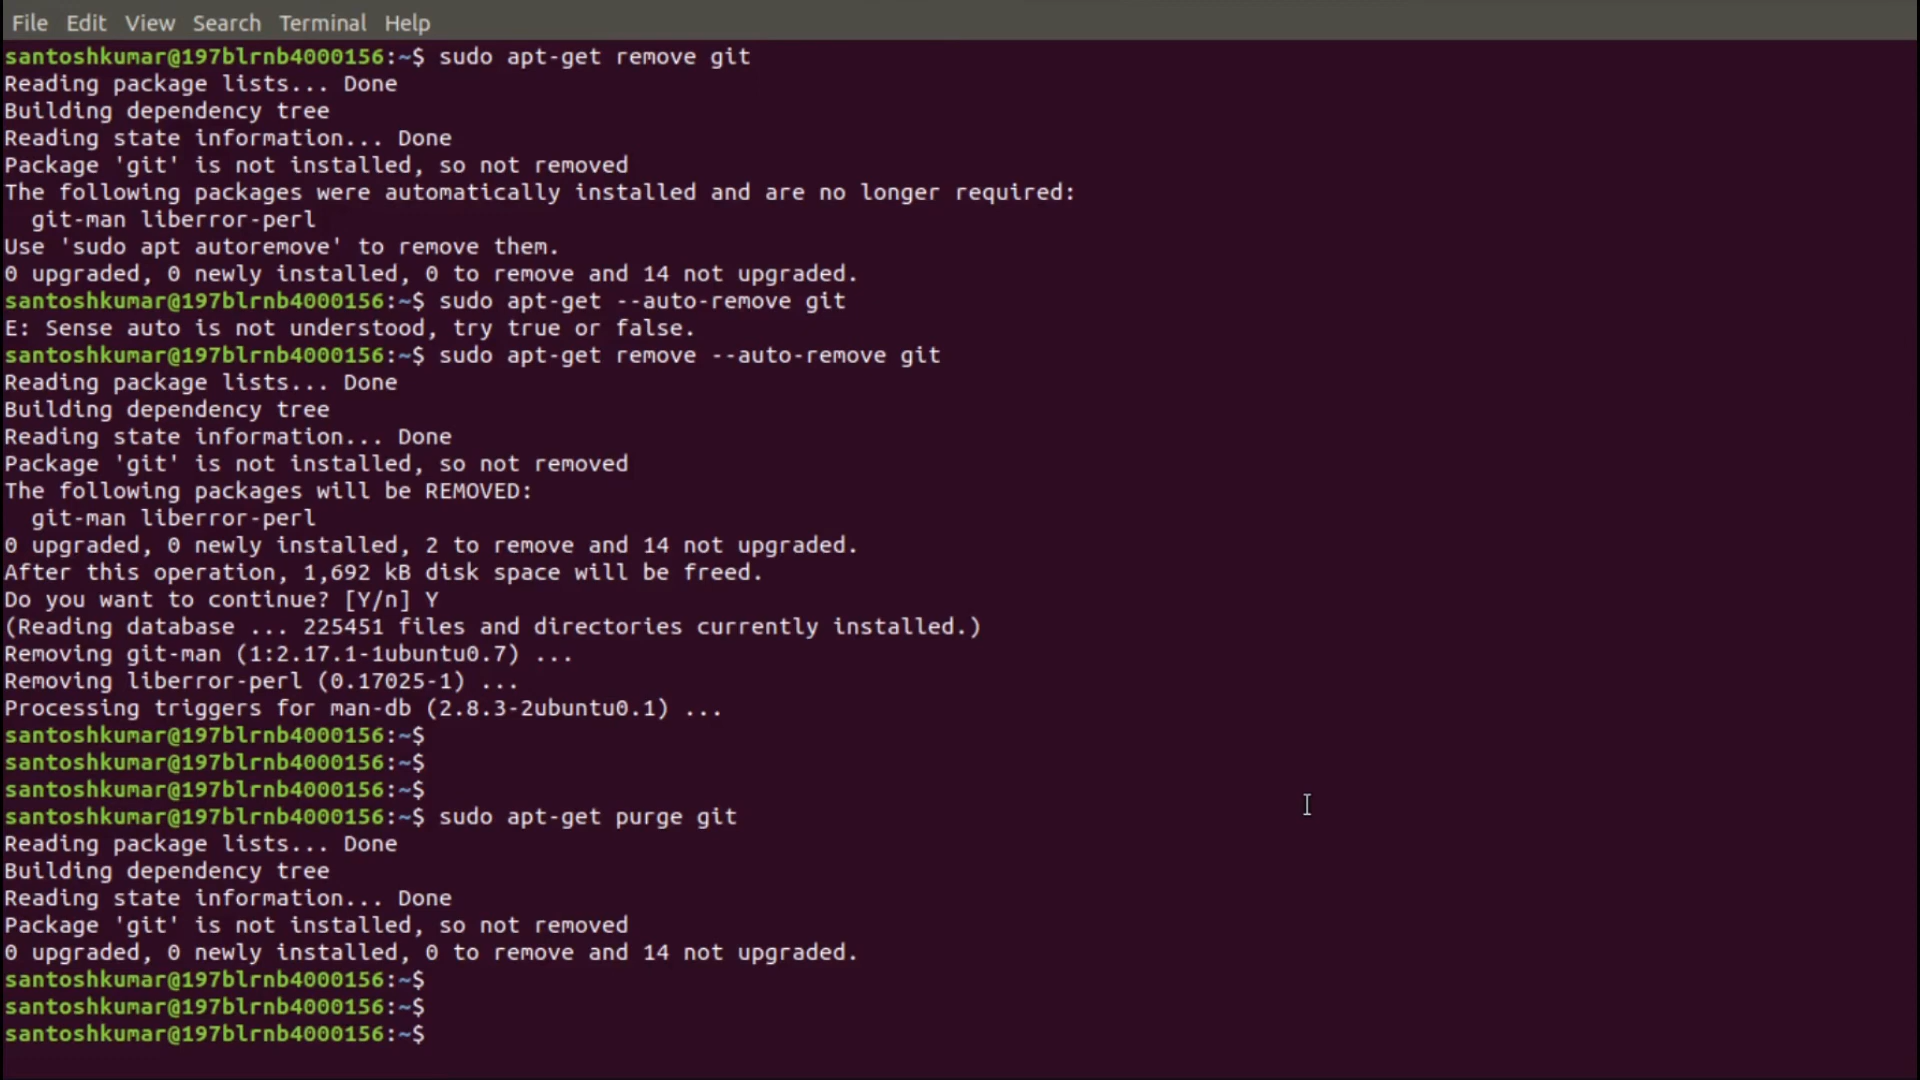 File Edit View Search Terminal Help
santoshkumar@197blrnb4000156:~$ sudo apt-get remove git
Reading package lists... Done
Building dependency tree
Reading state information... Done
Package 'git' is not installed, so not removed
The following packages were automatically installed and are no longer required:
  git-man liberror-perl
Use 'sudo apt autoremove' to remove them.
0 upgraded, 0 newly installed, 0 to remove and 14 not upgraded.
santoshkumar@197blrnb4000156:~$ sudo apt-get --auto-remove git
E: Sense auto is not understood, try true or false.
santoshkumar@197blrnb4000156:~$ sudo apt-get remove --auto-remove git
Reading package lists... Done
Building dependency tree
Reading state information... Done
Package 'git' is not installed, so not removed
The following packages will be REMOVED:
  git-man liberror-perl
0 upgraded, 0 newly installed, 2 to remove and 14 not upgraded.
After this operation, 1,692 kB disk space will be freed.
Do you want to continue? [Y/n] Y
(Reading database ... 225451 files and directories currently installed.)
Removing git-man (1:2.17.1-1ubuntu0.7) ...
Removing liberror-perl (0.17025-1) ...
Processing triggers for man-db (2.8.3-2ubuntu0.1) ...
santoshkumar@197blrnb4000156:~$
santoshkumar@197blrnb4000156:~$
santoshkumar@197blrnb4000156:~$
santoshkumar@197blrnb4000156:~$ sudo apt-get purge git
Reading package lists... Done
Building dependency tree
Reading state information... Done
Package 'git' is not installed, so not removed
0 upgraded, 0 newly installed, 0 to remove and 14 not upgraded.
santoshkumar@197blrnb4000156:~$
santoshkumar@197blrnb4000156:~$
santoshkumar@197blrnb4000156:~$